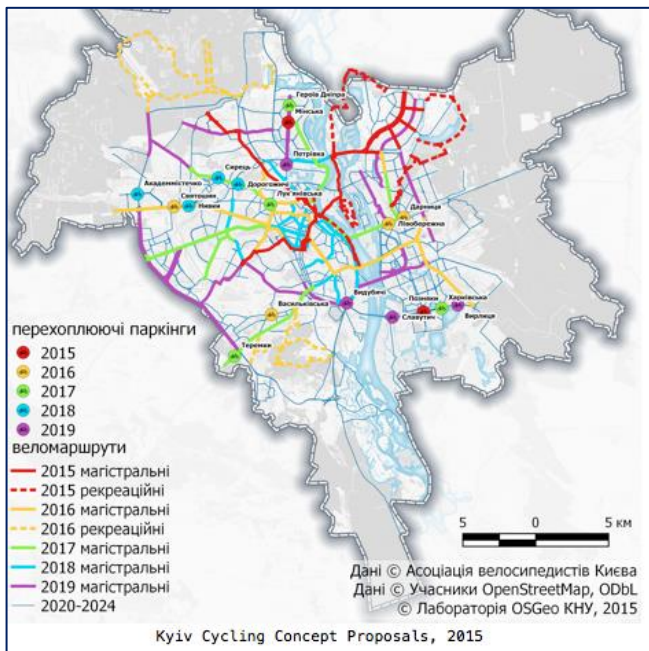 Героїв Дніпра
Мінська
Петрівка
Сирець
Академмістечко
Дорогожичі
Святошин
Нивки
Лук'янівська
Дарниця
Лівобережна
Видубичі
Позняки
Харківська
Васильківська
Славутич
Вирлиця
Теремки
перехоплюючі паркінги
2015
2016
2017
2018
2019
веломаршрути
2015 магістральні
2015 рекреаційні
2016 магістральні
2016 рекреаційні
2017 магістральні
2018 магістральні
2019 магістральні
2020-2024
5 0 5 км
Дані © Асоціація велосипедистів Києва
Дані © Учасники OpenStreetMap, ODbL
© Лабораторія OSGeo КНУ, 2015
Kyiv Cycling Concept Proposals, 2015